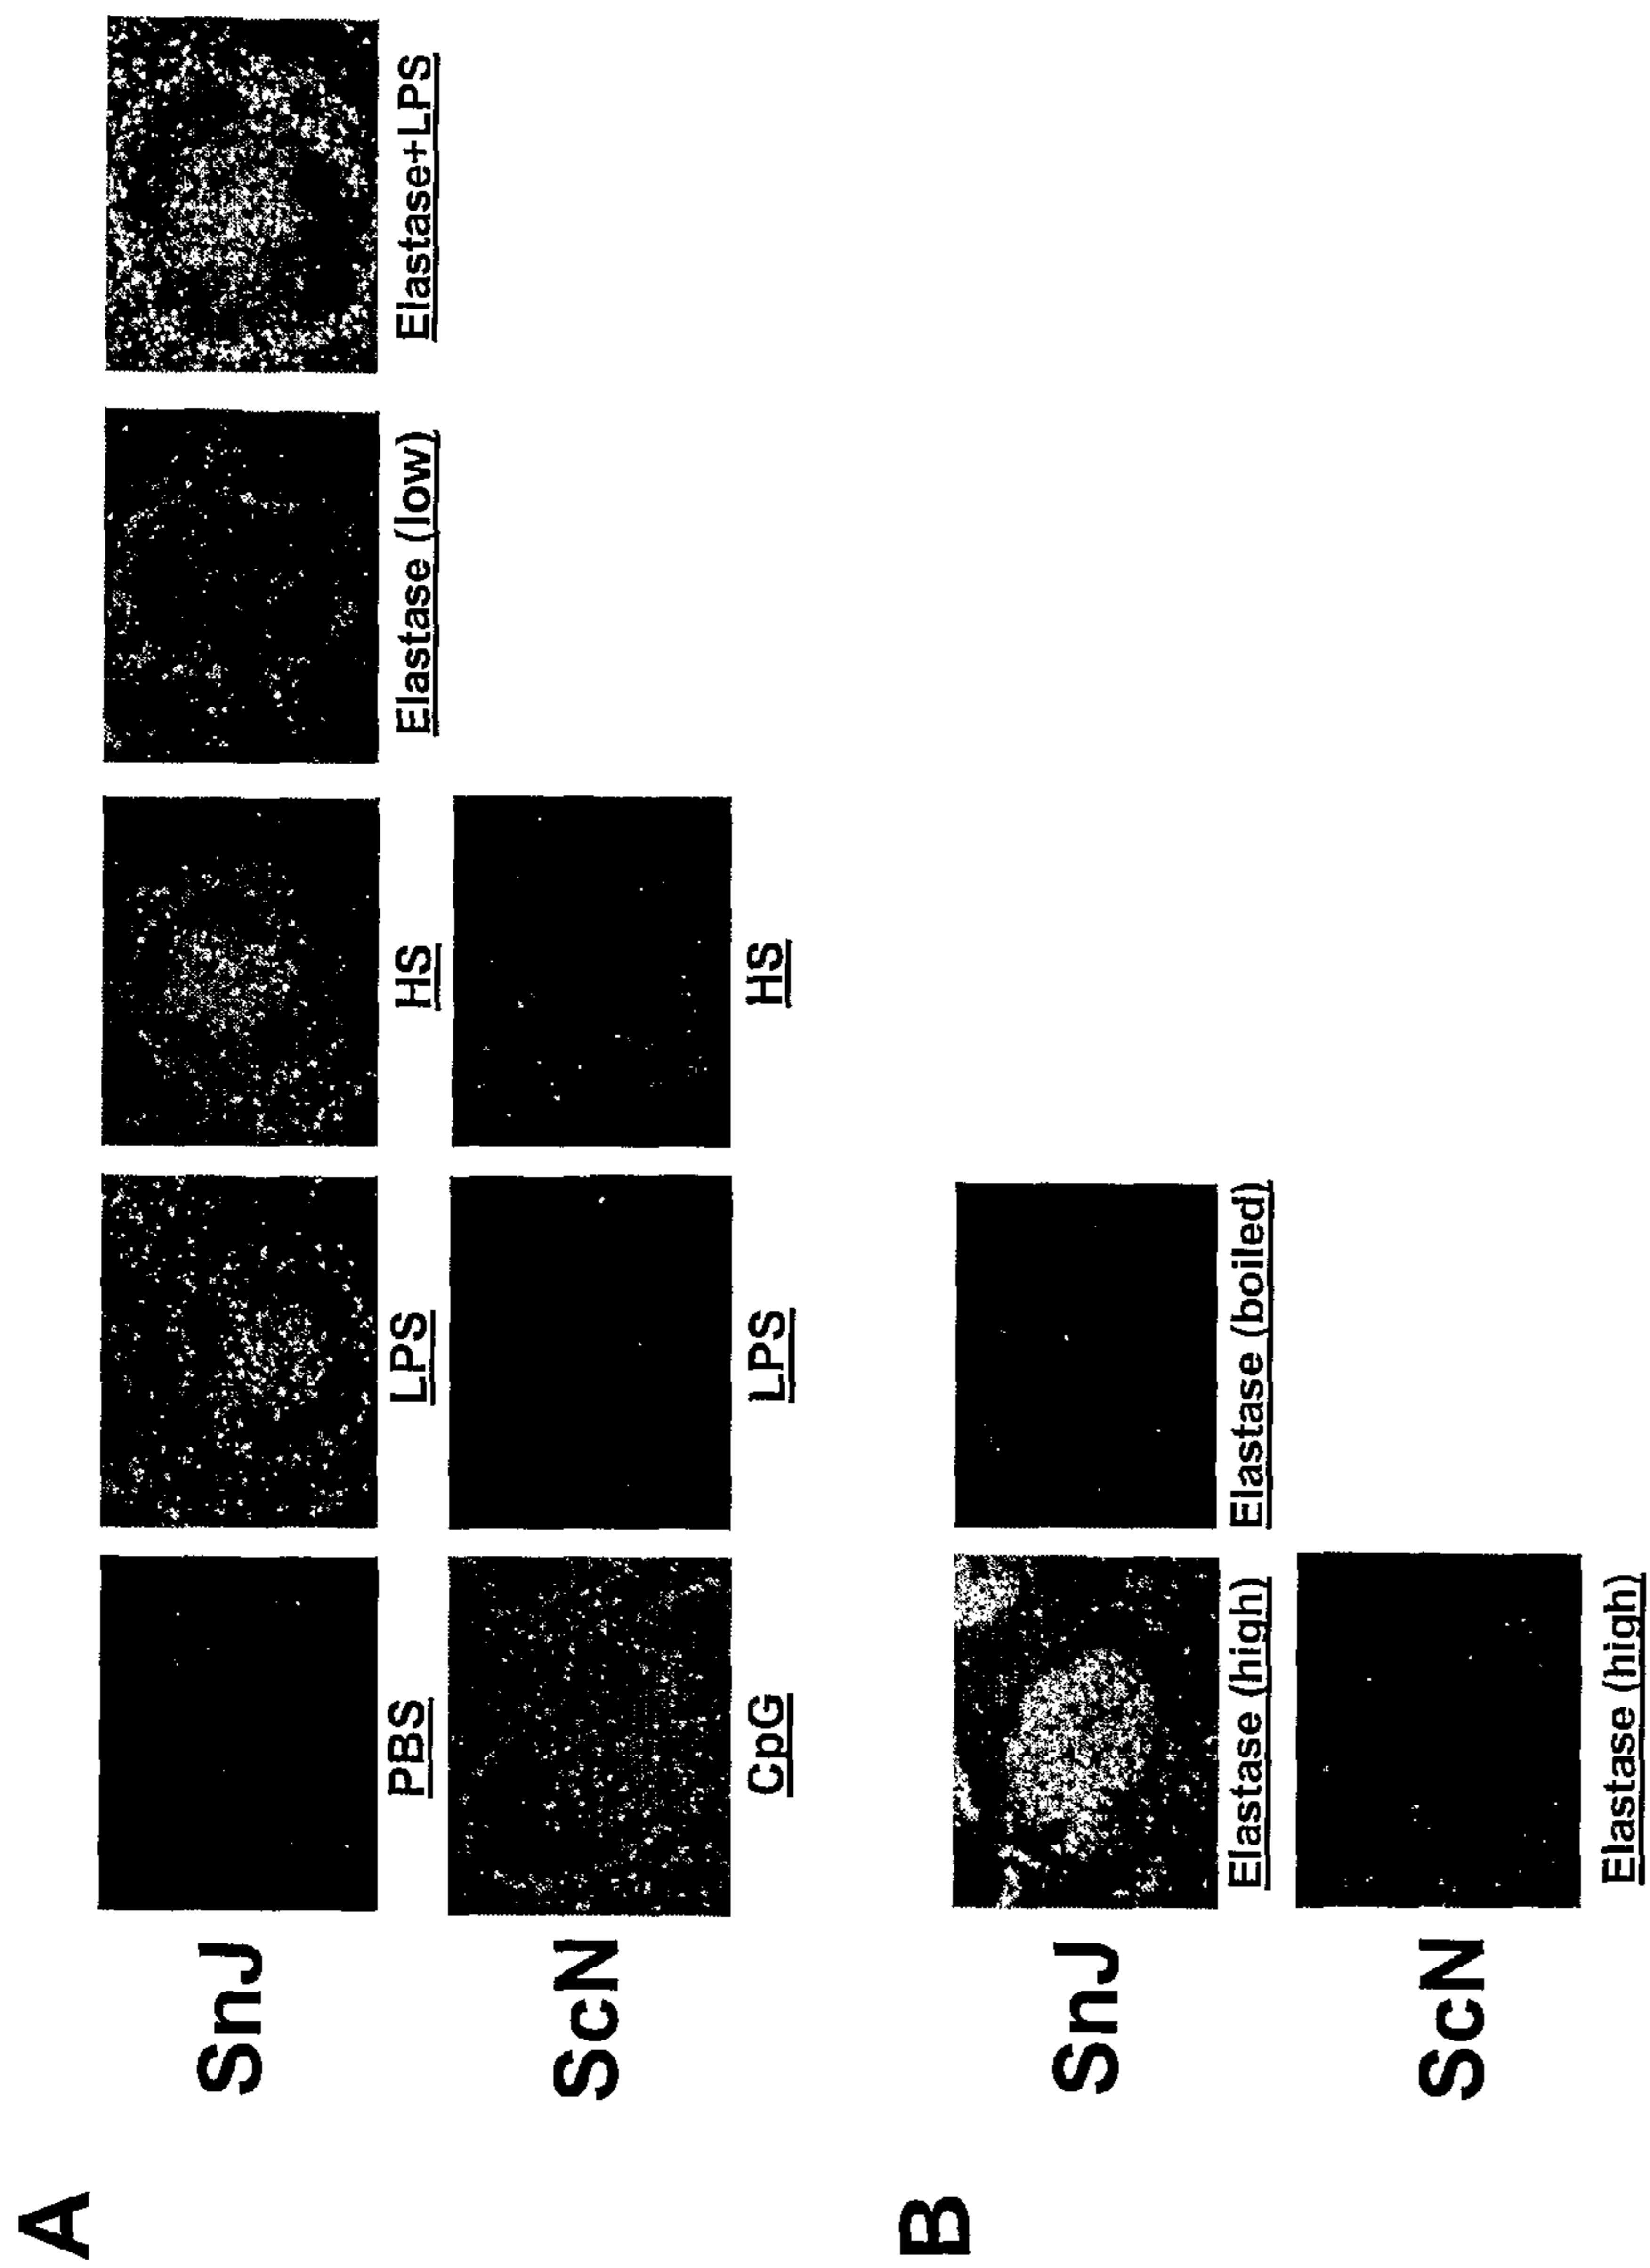 A
SnJ
PBS LPS HS Elastase (low) Elastase+LPS
ScN
CpG LPS HS
B
SnJ
Elastase (high) Elastase (boiled)
ScN
Elastase (high)